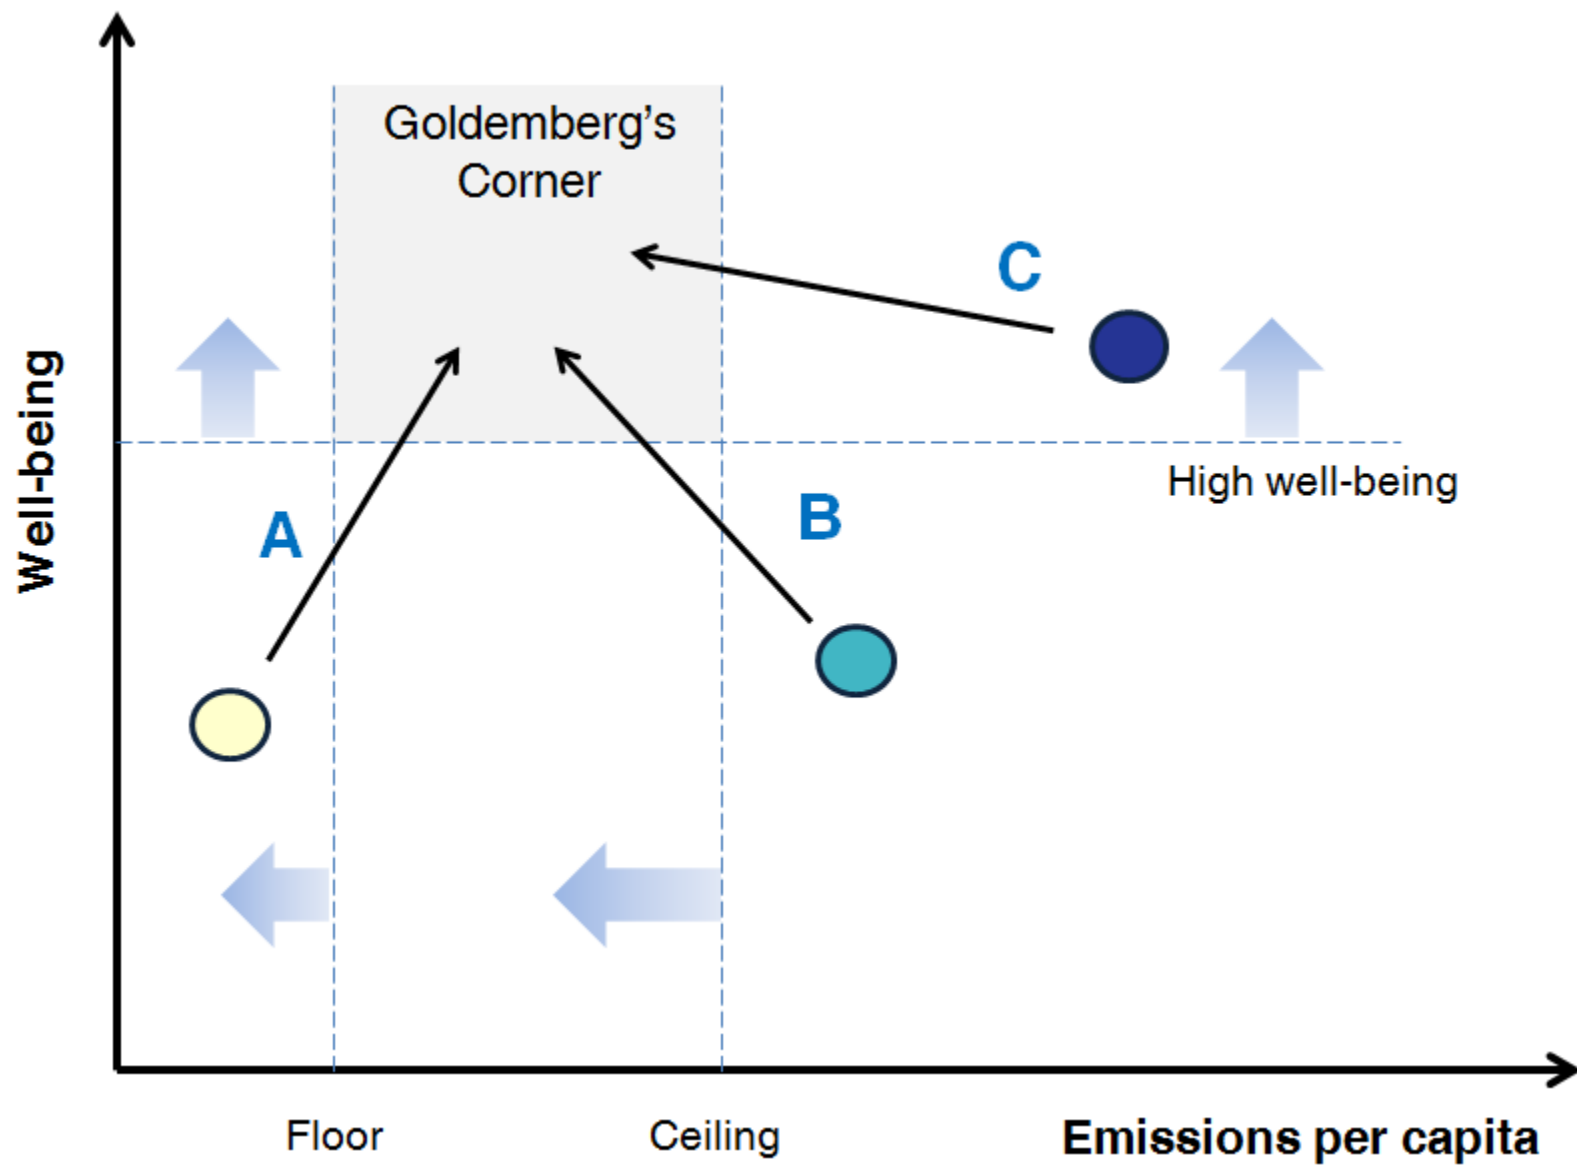 Goldemberg's
Corner
C
Well-being
High well-being
A
B
Floor
Ceiling
Emissions per capita